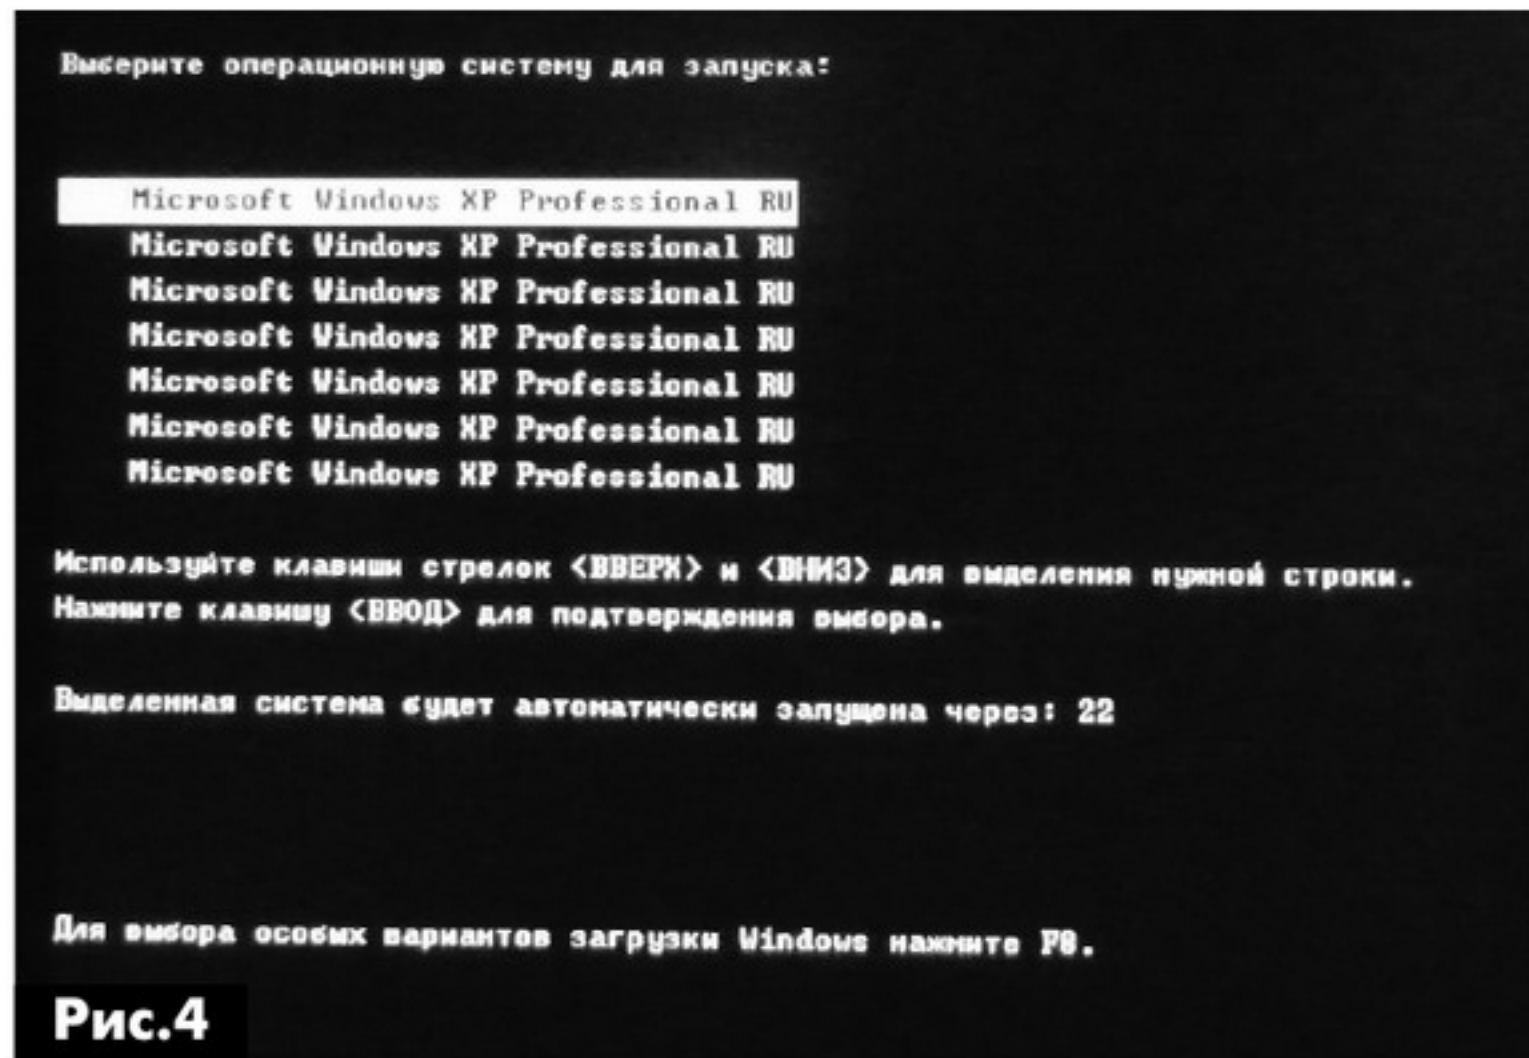 Выберите операционную систему для запуска:
Microsoft Windows XP Professional RU
Microsoft Windows XP Professional RU
Microsoft Windows XP Professional RU
Microsoft Windows XP Professional RU
Microsoft Windows XP Professional RU
Microsoft Windows XP Professional RU
Microsoft Windows XP Professional RU
Используйте клавиши стрелок <ВВЕРХ> и <ВНИЗ> для выделения нужной строки.
Нажмите клавишу <ВВОД> для подтверждения выбора.
Выделенная система будет автоматически запущена через: 22
Для выбора особых вариантов загрузки Windows нажмите F8.
Рис.4